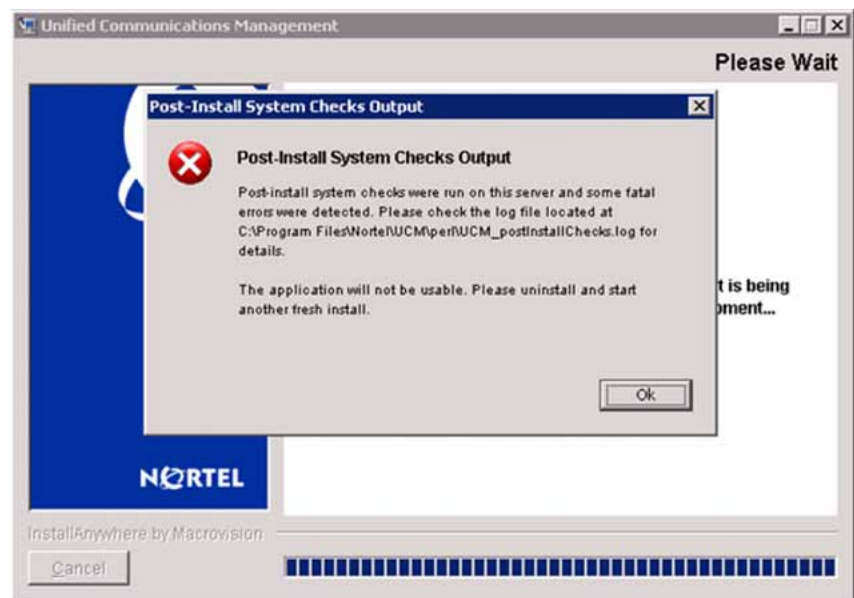 Unified Communications Management
Please Wait
Post-Install System Checks Output
Post-Install System Checks Output
Post-install system checks were run on this server and some fatal
errors were detected. Please check the log file located at
C:\Program Files\Nortel\UCM\perl\UCM_postInstallChecks.log for
details.
The application will not be usable. Please uninstall and start
another fresh install.
t is being
oment...
Ok
NORTEL
InstallAnywhere by Macrovision
Cancel